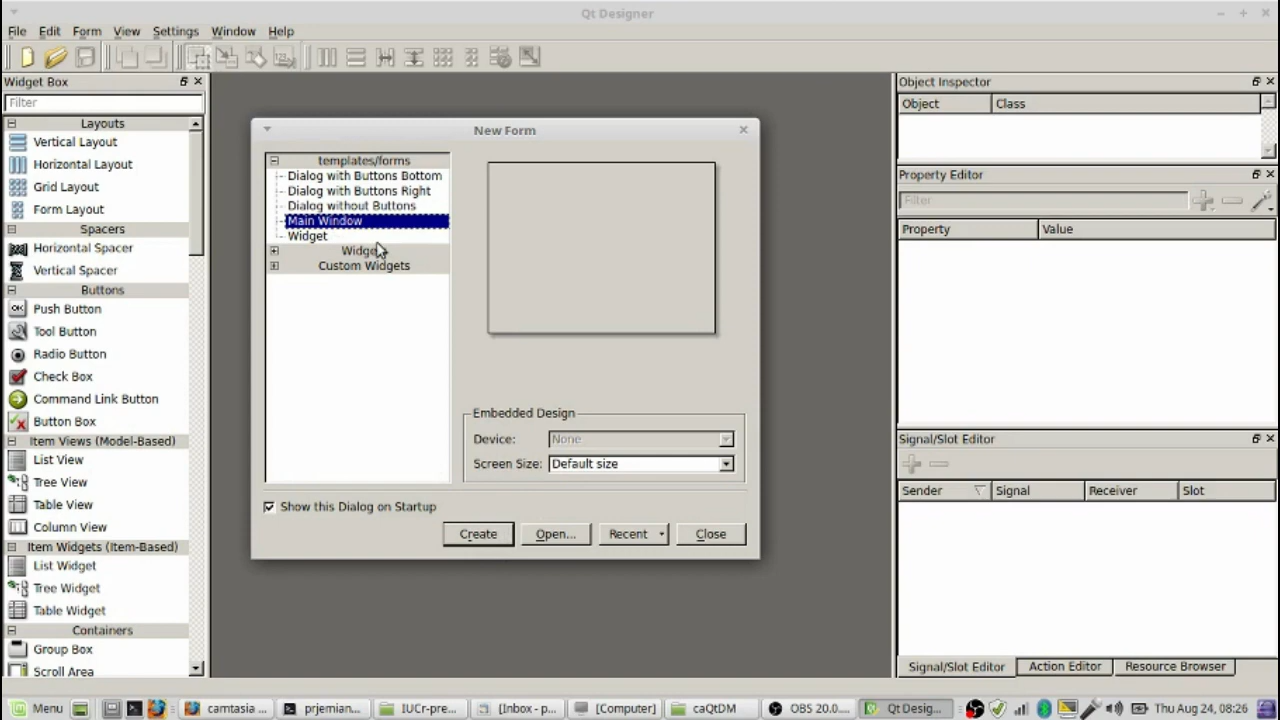 Qt Designer
File Edit Form View Settings Window Help
Widget Box
Filter
Layouts
Vertical Layout
Horizontal Layout
Grid Layout
Form Layout
Spacers
Horizontal Spacer
Vertical Spacer
Buttons
Push Button
Tool Button
Radio Button
Check Box
Command Link Button
Button Box
Item Views (Model-Based)
List View
Tree View
Table View
Column View
Item Widgets (Item-Based)
List Widget
Tree Widget
Table Widget
Containers
Group Box
Scroll Area
New Form
templates/forms
Dialog with Buttons Bottom
Dialog with Buttons Right
Dialog without Buttons
Main Window
Widget
Custom Widgets
Embedded Design
Device: None
Screen Size: Default size
Show this Dialog on Startup
Create Open... Recent Close
Object Inspector
Object Class
Property Editor
Filter
Property Value
Signal/Slot Editor
Sender Signal Receiver Slot
Signal/Slot Editor Action Editor Resource Browser
Menu camtasia ... prjemian... IUCr-pre... [Inbox - p... [Computer] caQtDM OBS 20.0.... Qt Desig... Thu Aug 24, 08:26